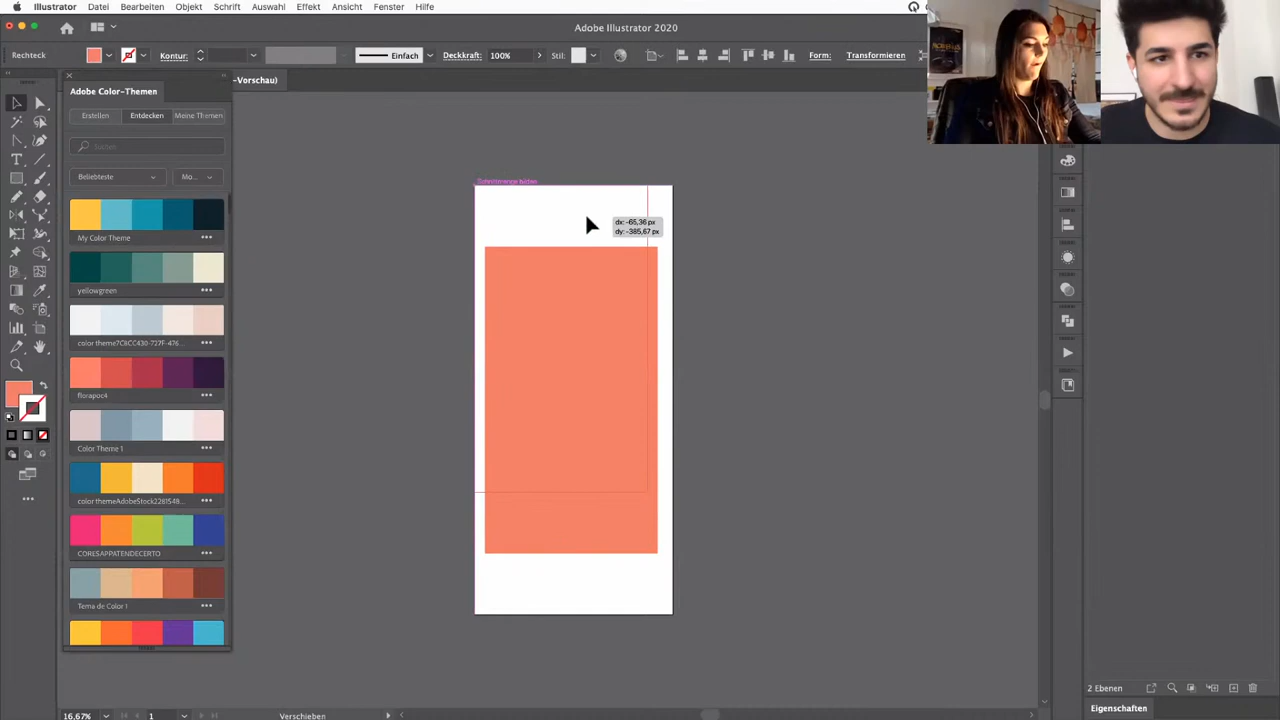 Illustrator Datei Bearbeiten Objekt Schrift Auswahl Effekt Ansicht Fenster Hilfe
Adobe Illustrator 2020
Rechteck Kontur: Einfach Deckkraft: 100% Stil: Form: Transformieren
-Vorschau)
Adobe Color-Themen
Erstellen Entdecken Meine Themen
Suchen
Beliebteste Mo...
My Color Theme
yellowgreen
color theme7C8CC430-727F-476...
florapoc4
Color Theme 1
color themeAdobeStock_2281548...
CORESAPPATENDECERTO
Tema de Color 1
dx: -65,36 px
dy: -385,67 px
2 Ebenen
Eigenschaften
16,67% 1 Verschieben